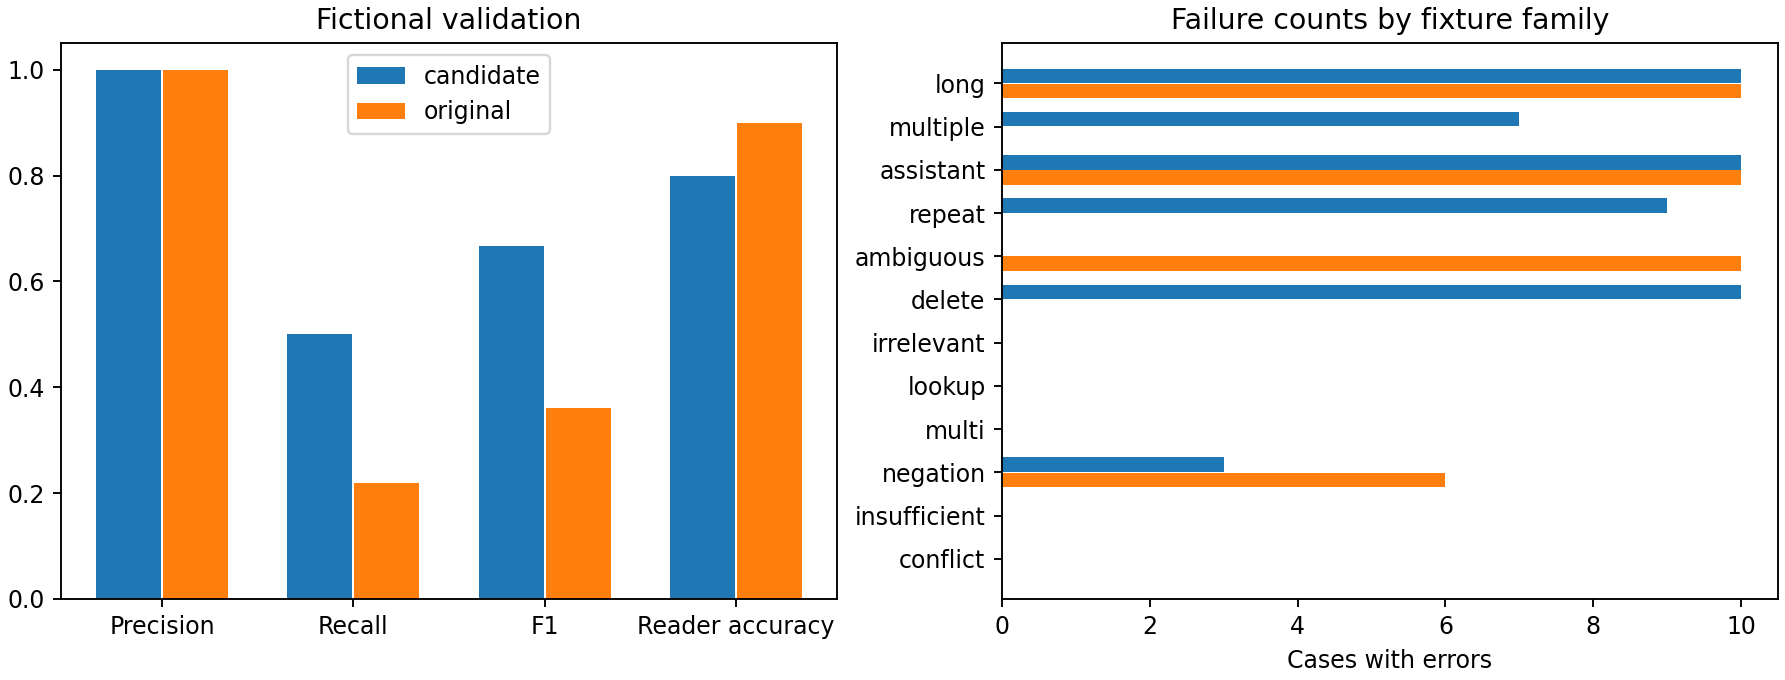 Fictional validation
candidate
original
1.0
0.8
0.6
0.4
0.2
0.0
Precision
Recall
F1
Reader accuracy
Failure counts by fixture family
long
multiple
assistant
repeat
ambiguous
delete
irrelevant
lookup
multi
negation
insufficient
conflict
0
2
4
6
8
10
Cases with errors